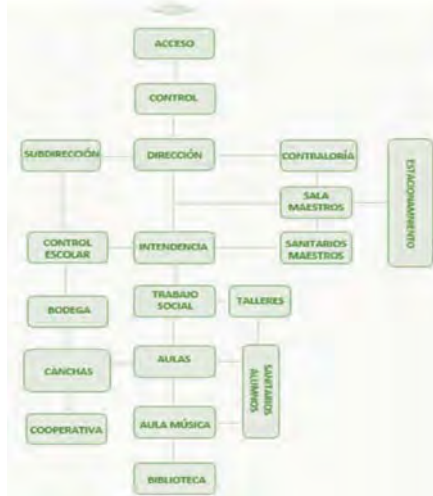 ACCESO
CONTROL
SUBDIRECCIÓN
DIRECCIÓN
CONTRALORÍA
ESTACIONAMIENTO
SALA
MAESTROS
CONTROL
ESCOLAR
INTENDENCIA
SANITARIOS
MAESTROS
BODEGA
TRABAJO
SOCIAL
TALLERES
CANCHAS
AULAS
SANITARIOS
ALUMNOS
COOPERATIVA
AULA MÚSICA
BIBLIOTECA